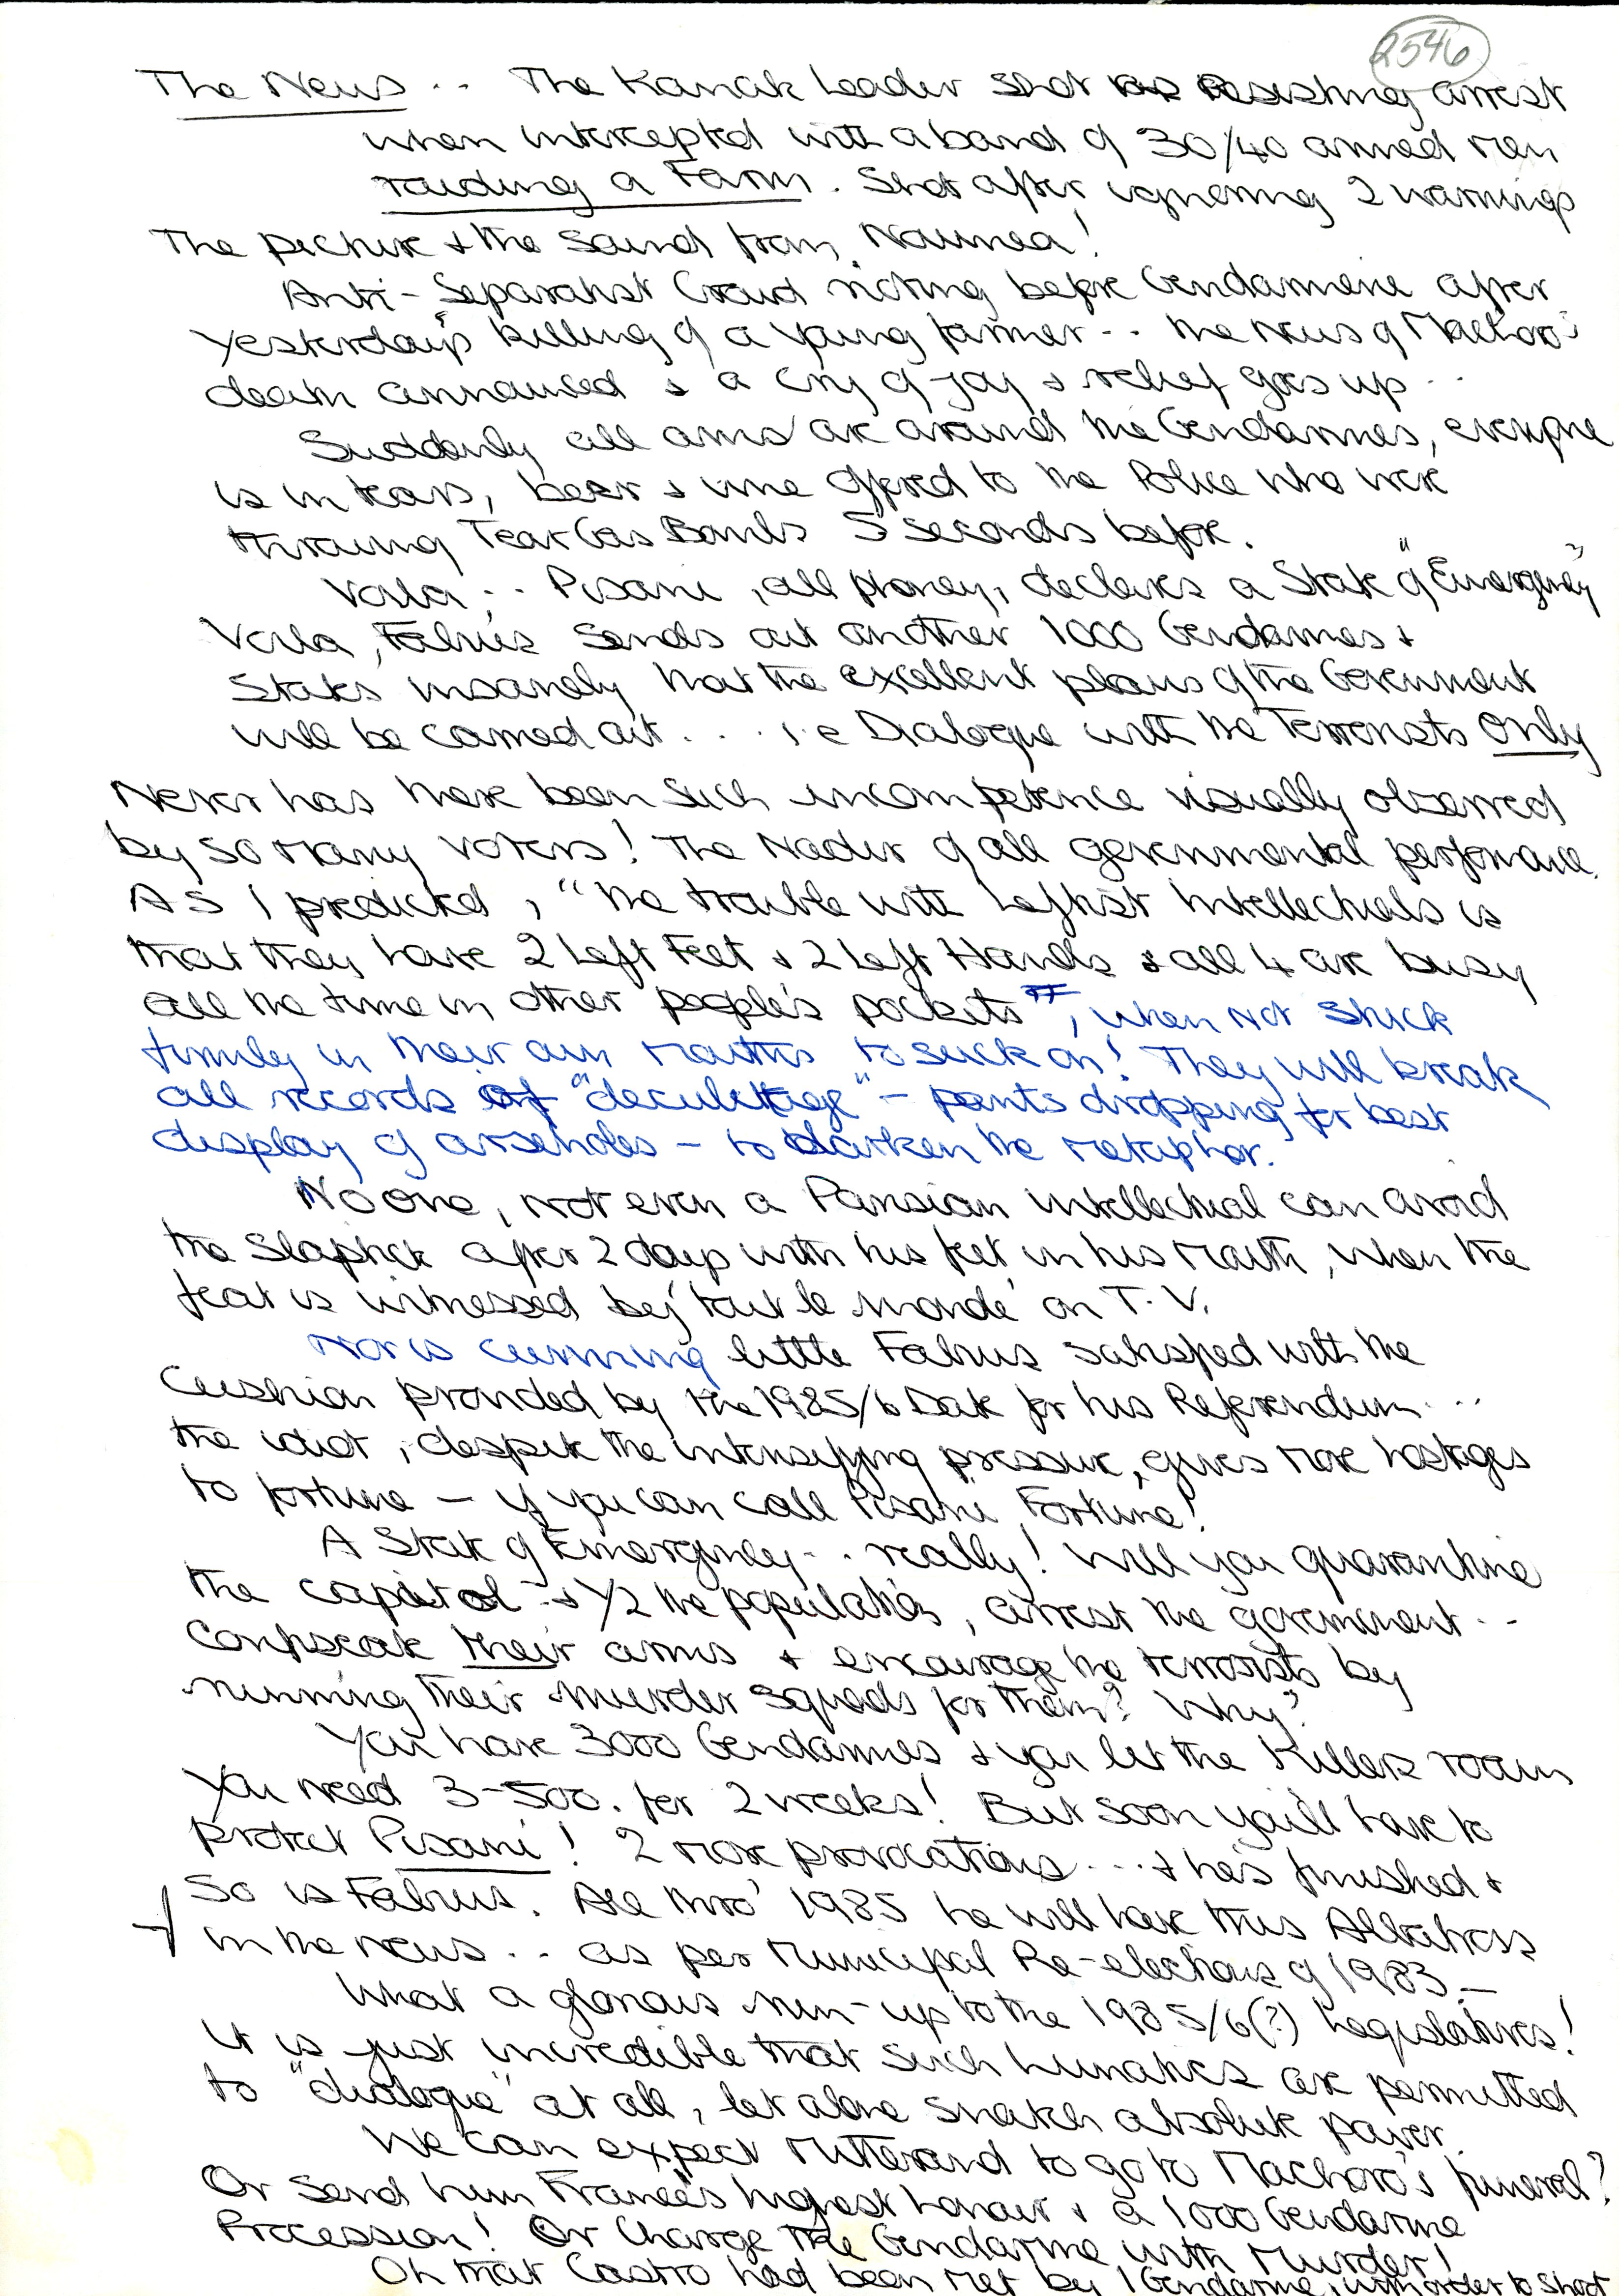 2546
The News .. The Kanak Leader shot resisting arrest
when intercepted with a band of 30/40 armed men
raiding a Farm. Shot after ignoring 2 warnings
The picture & the sound from Noumea!
Anti-Separatist Crowd rioting before Gendarmerie after
yesterday's killing of a young farmer .. the news of Machoro's
death announced & a cry of joy & relief goes up ..
Suddenly all arms are around the Gendarmes, everyone
is in tears, beer & wine offered to the Police who were
throwing Tear Gas Bombs 5 seconds before.
Voila .. Pisani, all phoney, declares a State of "Emergency"
Voila, Fabius sends out another 1000 Gendarmes &
States insanely that the excellent plans of the Government
will be carried out .... i.e Dialogue with the Terrorists only
Never has there been such incompetence visually observed
by so many voters! The Nadir of all governmental performance.
As I predicted, "the trouble with Leftist Intellectuals is
that they have 2 Left Feet & 2 Left Hands & all 4 are busy
all the time in other people's pockets", when not stuck
firmly in their own mouths to suck on! They will break
all records of "deculottage" - pants dropping for best
display of arseholes - to darken the metaphor.
No one, not even a Parisian intellectual can avoid
the slapstick after 2 days with his feet in his mouth, when the
feat is witnessed by 'tout le monde' on T.V.
Nor is cunning little Fabius satisfied with the
Cushion provided by the 1985/6 Date for his Referendum ...
the idiot, despite the intensifying pressure, gives more hostages
to fortune - if you can call Pisani Fortune!
A State of Emergency .. really! Will you quarantine
the capitol & 1/2 the population, arrest the government ..
Confiscate their arms & encourage the terrorists by
running their murder squads for them? Why?
You have 3000 Gendarmes & you let the Killers roam
You need 3-500. for 2 weeks! But soon you'll have to
protect Pisani! 2 more provocations ... & he's finished &
so is Fabius. All thro' 1985 he will have this Albatross
in the news .. as per Municipal Re-elections of 1983 -
What a glorious run-up to the 1985/6(?) Legislatives!
It is just incredible that such Lunatics are permitted
to "dialogue" at all, let alone snatch absolute power.
We can expect Mitterand to go to Machoro's funeral?
Or send him France's highest honour & a 1000 Gendarme
Procession! Or Charge the Gendarme with Murder!
Oh that Castro had been met by 1 Gendarme, with order to shoot